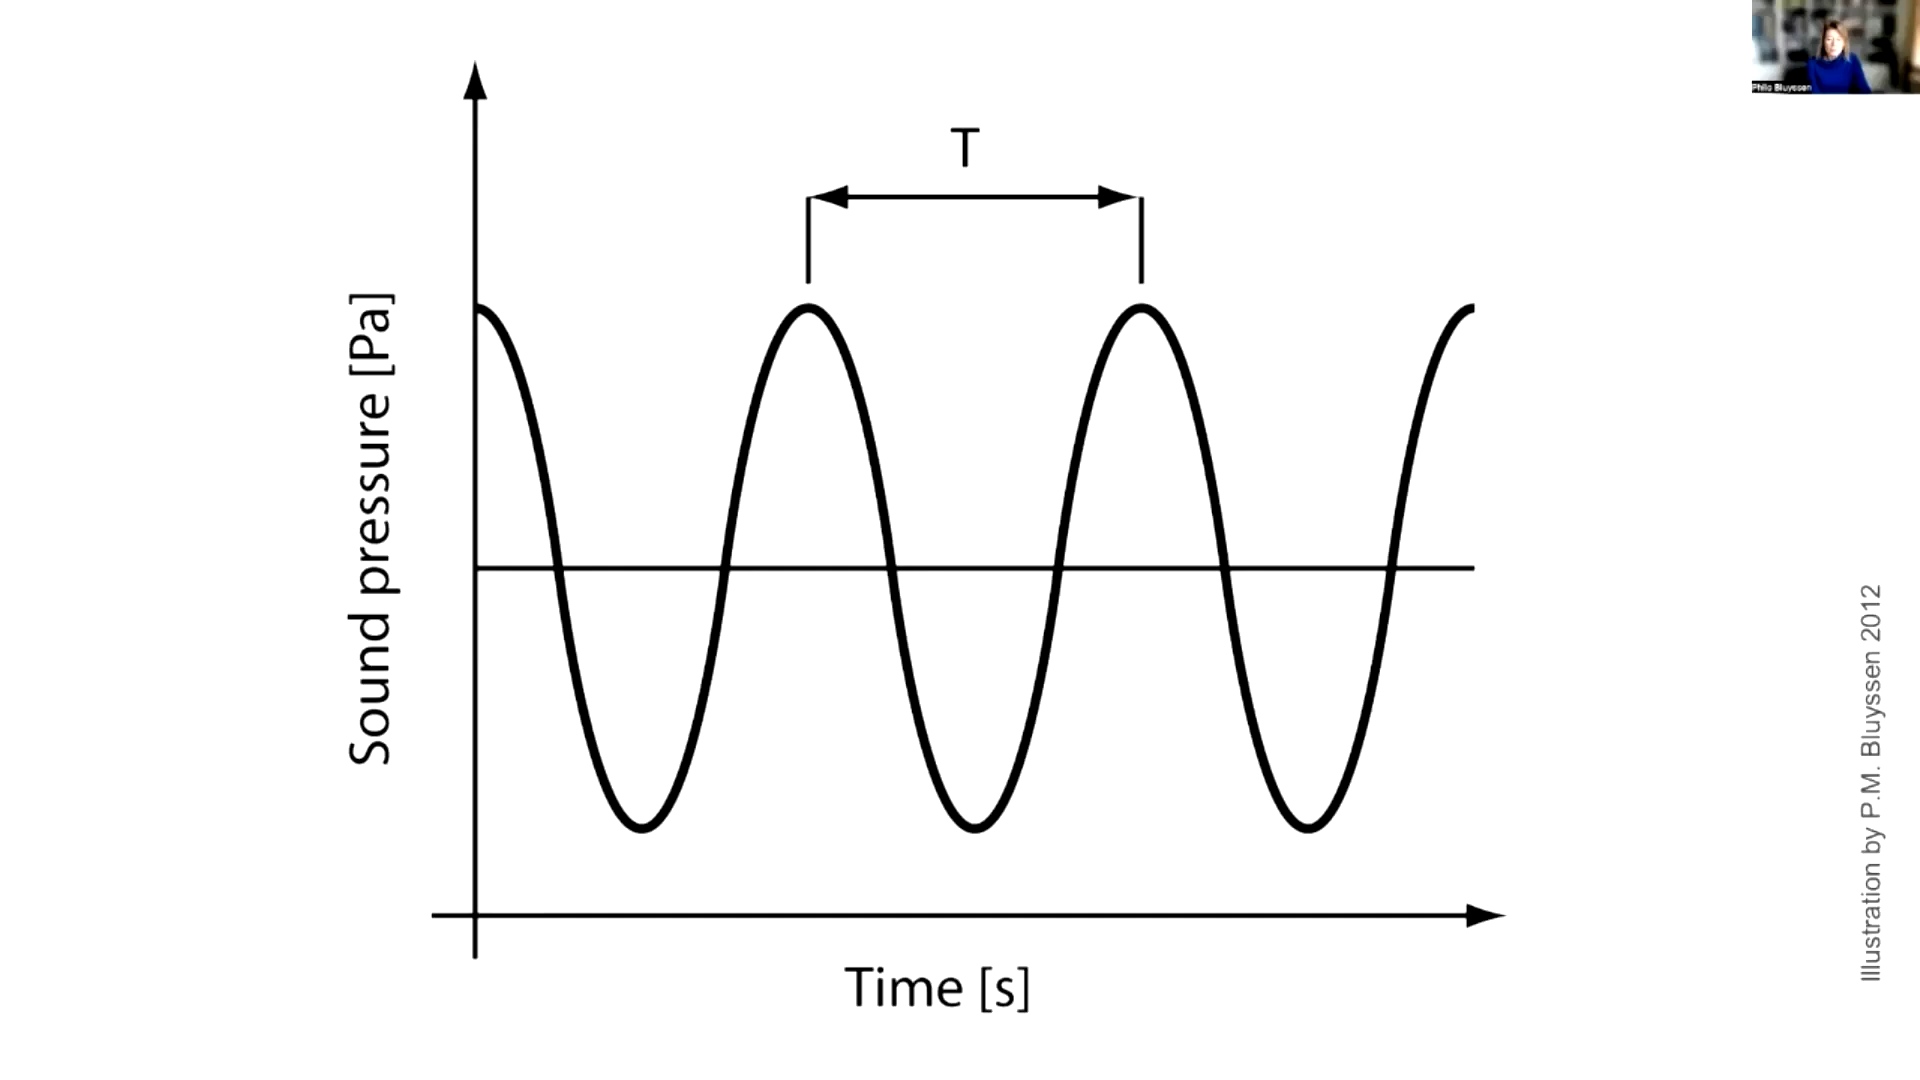 Philo Bluyssen
T
Sound pressure [Pa]
Time [s]
Illustration by P.M. Bluyssen 2012